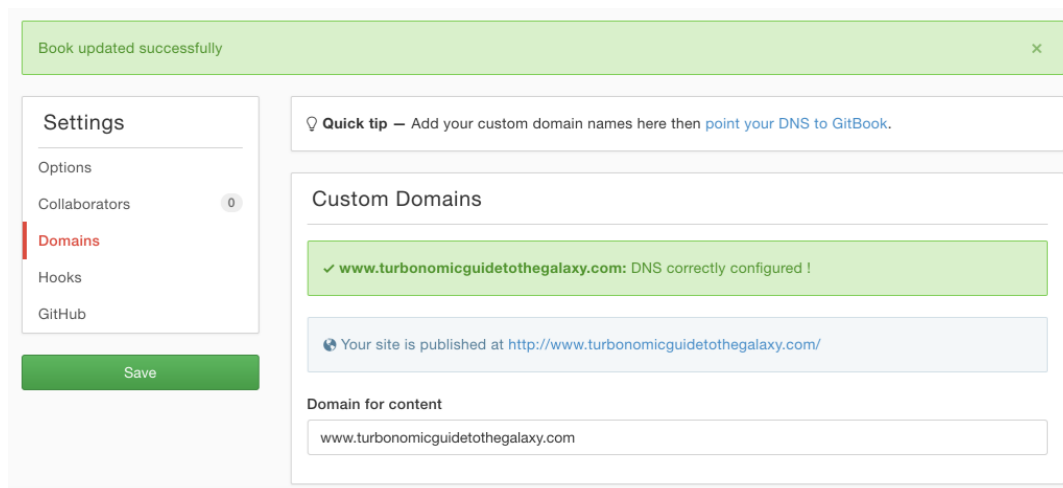 Book updated successfully ×
Settings
Options
Collaborators 0
Domains
Hooks
GitHub
Save
Quick tip — Add your custom domain names here then point your DNS to GitBook.
Custom Domains
www.turbonomicguidetothegalaxy.com: DNS correctly configured !
Your site is published at http://www.turbonomicguidetothegalaxy.com/
Domain for content
www.turbonomicguidetothegalaxy.com